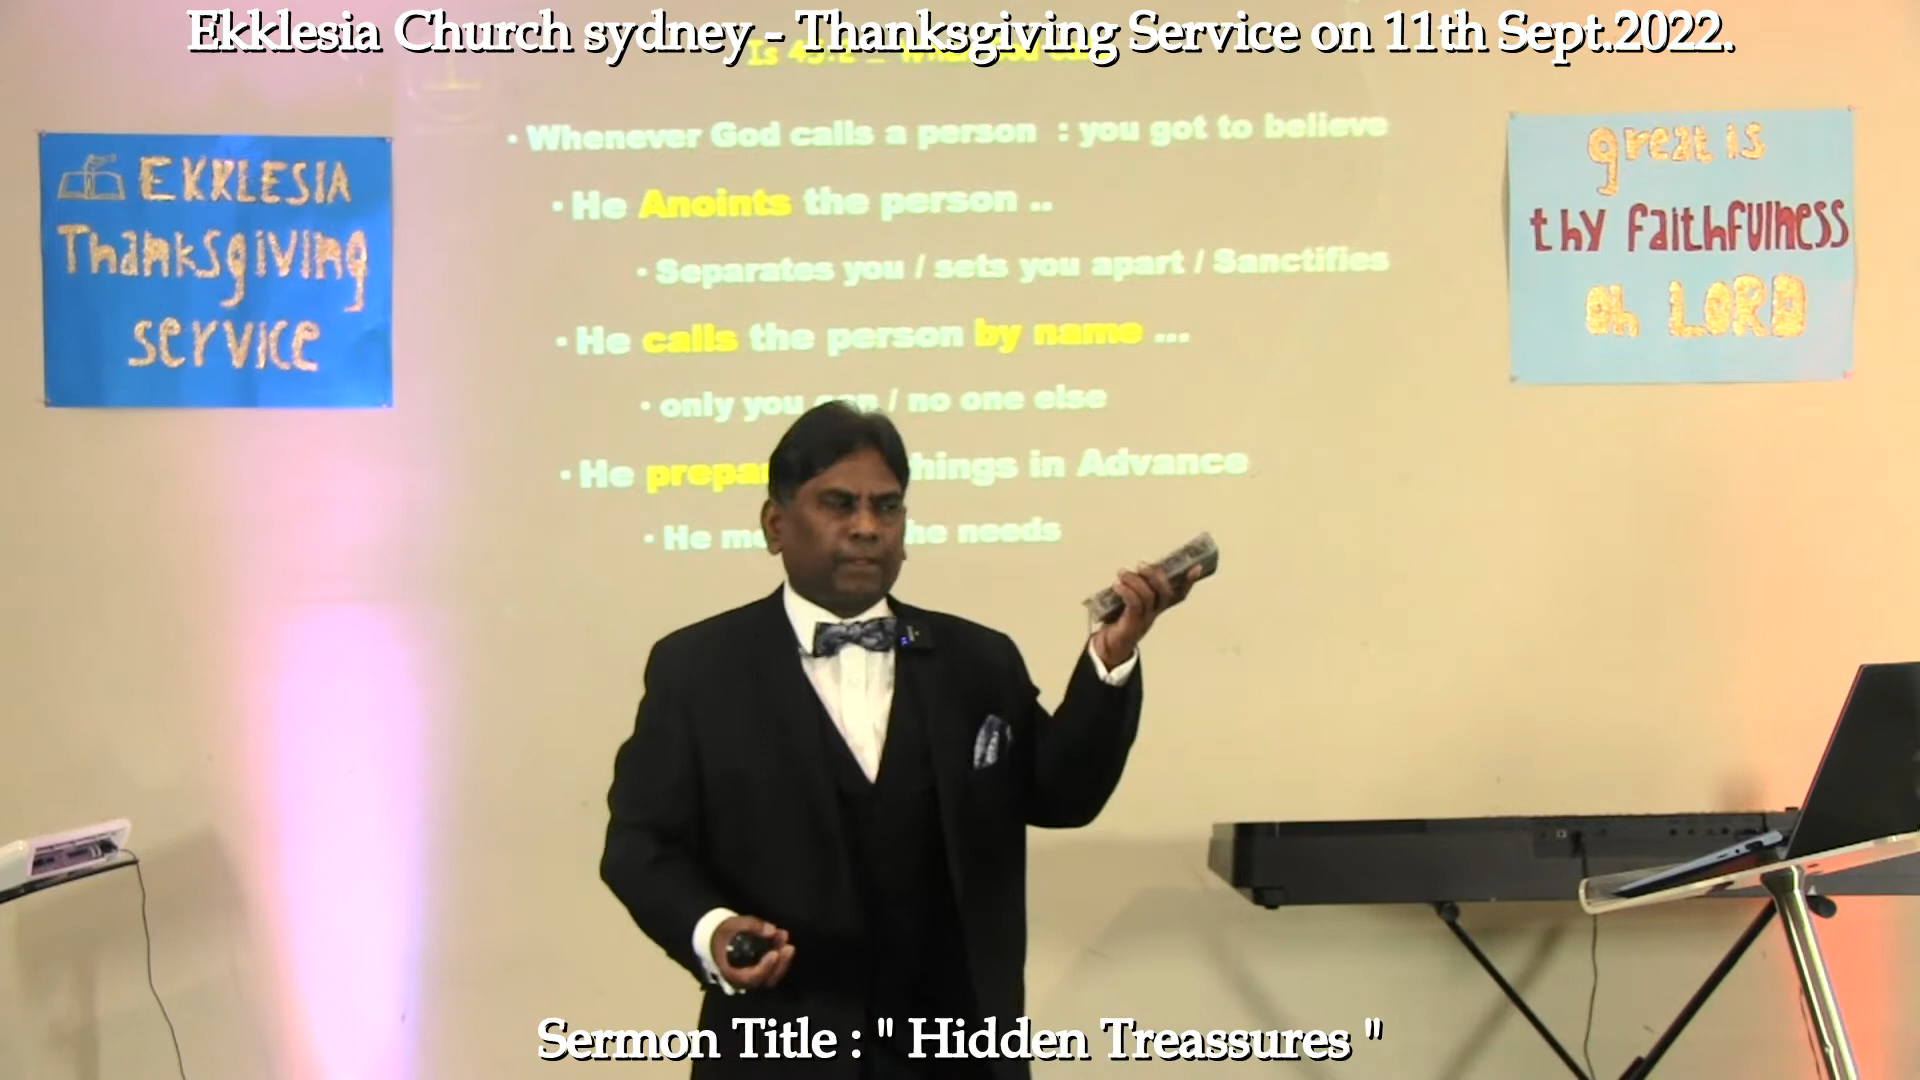 Ekklesia Church sydney - Thanksgiving Service on 11th Sept.2022.
Is 45:
• Whenever God calls a person : you got to believe
• He Anoints the person ..
• Separates you / sets you apart / Sanctifies
• He calls the person by name ...
• only you / no one else
• He in Advance
• He needs
EKKLESIA
Thanksgiving
service
great is
thy faithfulness
oh LORD
Sermon Title : " Hidden Treassures "